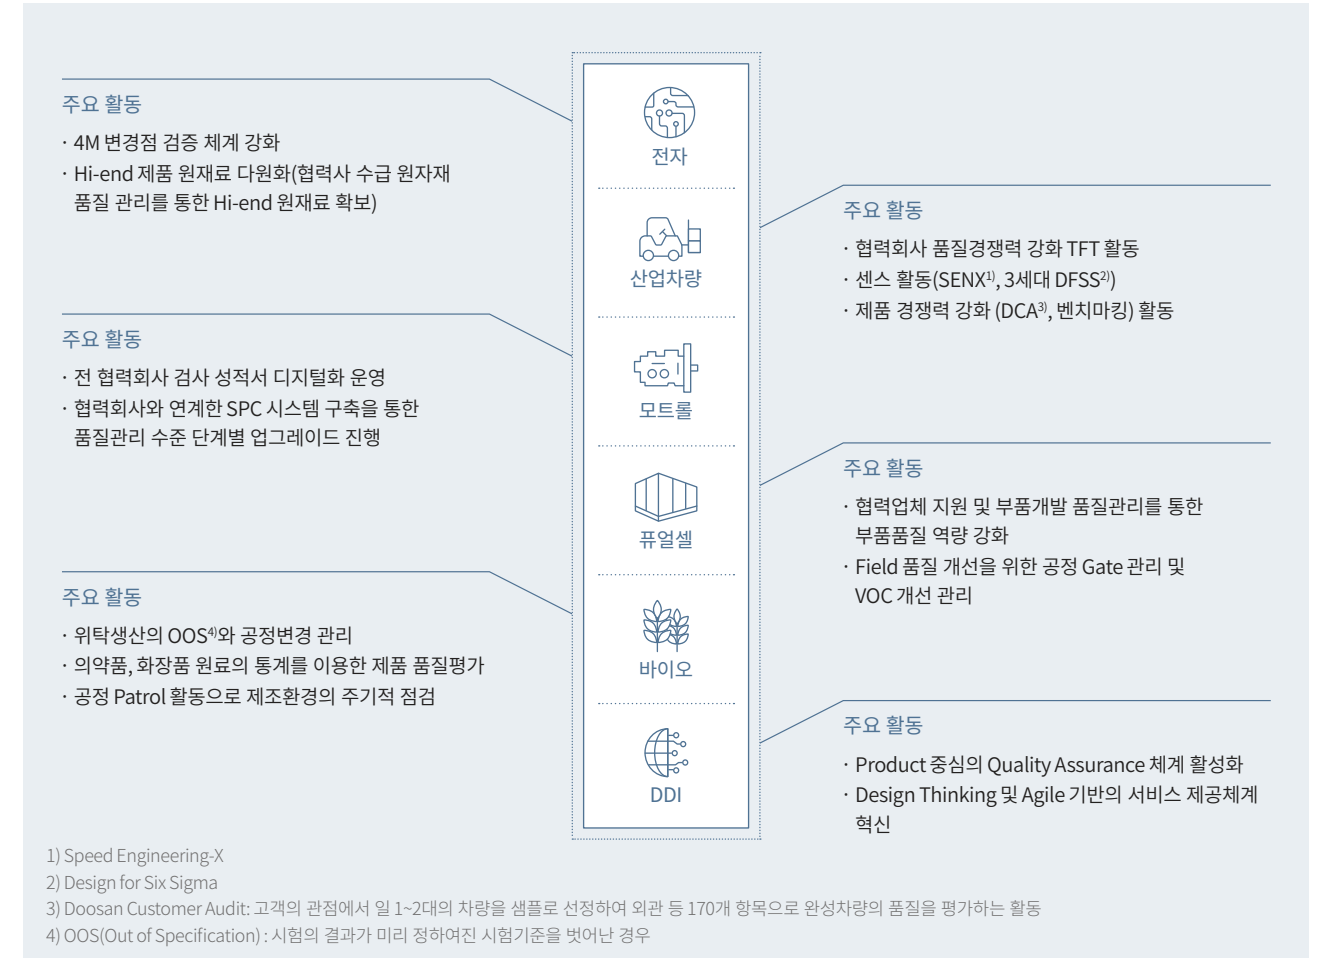 주요 활동
· 4M 변경점 검증 체계 강화
· Hi-end 제품 원재료 다원화(협력사 수급 원자재
품질 관리를 통한 Hi-end 원재료 확보)
전자
주요 활동
· 협력회사 품질경쟁력 강화 TFT 활동
· 센스 활동(SENX1), 3세대 DFSS2))
· 제품 경쟁력 강화 (DCA3), 벤치마킹) 활동
산업차량
주요 활동
· 전 협력회사 검사 성적서 디지털화 운영
· 협력회사와 연계한 SPC 시스템 구축을 통한
품질관리 수준 단계별 업그레이드 진행
모트롤
주요 활동
· 협력업체 지원 및 부품개발 품질관리를 통한
부품품질 역량 강화
· Field 품질 개선을 위한 공정 Gate 관리 및
VOC 개선 관리
퓨얼셀
주요 활동
· 위탁생산의 OOS4)와 공정변경 관리
· 의약품, 화장품 원료의 통계를 이용한 제품 품질평가
· 공정 Patrol 활동으로 제조환경의 주기적 점검
바이오
주요 활동
· Product 중심의 Quality Assurance 체계 활성화
· Design Thinking 및 Agile 기반의 서비스 제공체계
혁신
DDI
1) Speed Engineering-X
2) Design for Six Sigma
3) Doosan Customer Audit: 고객의 관점에서 일 1~2대의 차량을 샘플로 선정하여 외관 등 170개 항목으로 완성차량의 품질을 평가하는 활동
4) OOS(Out of Specification) : 시험의 결과가 미리 정하여진 시험기준을 벗어난 경우